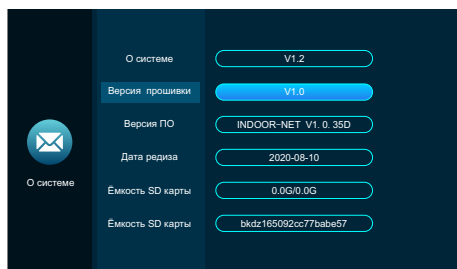 О системе V1.2
Версия прошивки V1.0
Версия ПО INDOOR-NET V1. 0. 35D
Дата редиза 2020-08-10
О системе
Ёмкость SD карты 0.0G/0.0G
Ёмкость SD карты bkdz165092cc77babe57